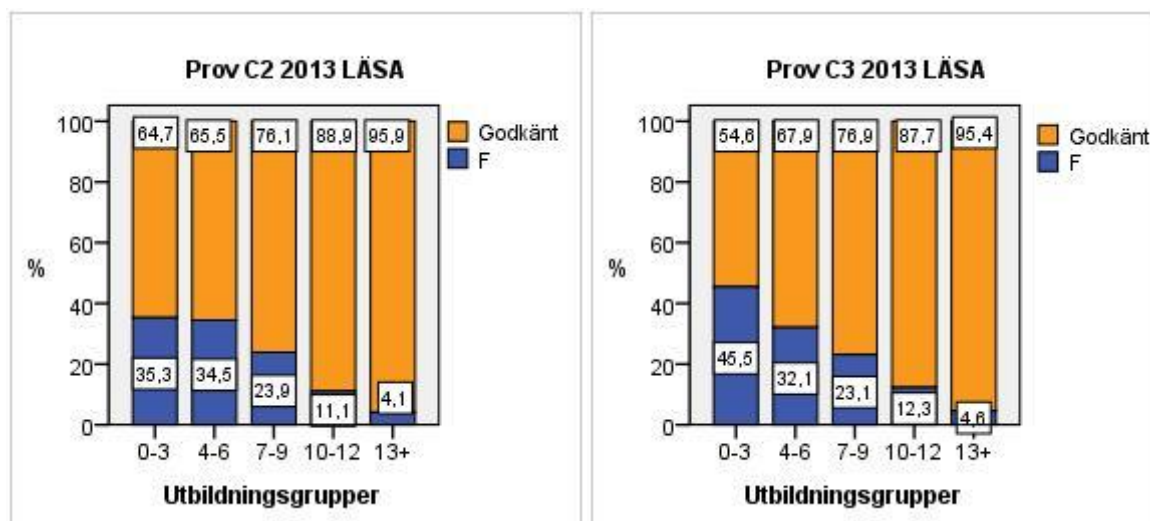 Prov C2 2013 LÄSA
64,7 65,5 76,1 88,9 95,9
Godkänt
F
100
80
60
40
20
0
%
35,3 34,5 23,9 11,1 4,1
0-3 4-6 7-9 10-12 13+
Utbildningsgrupper
Prov C3 2013 LÄSA
54,6 67,9 76,9 87,7 95,4
Godkänt
F
100
80
60
40
20
0
%
45,5 32,1 23,1 12,3 4,6
0-3 4-6 7-9 10-12 13+
Utbildningsgrupper